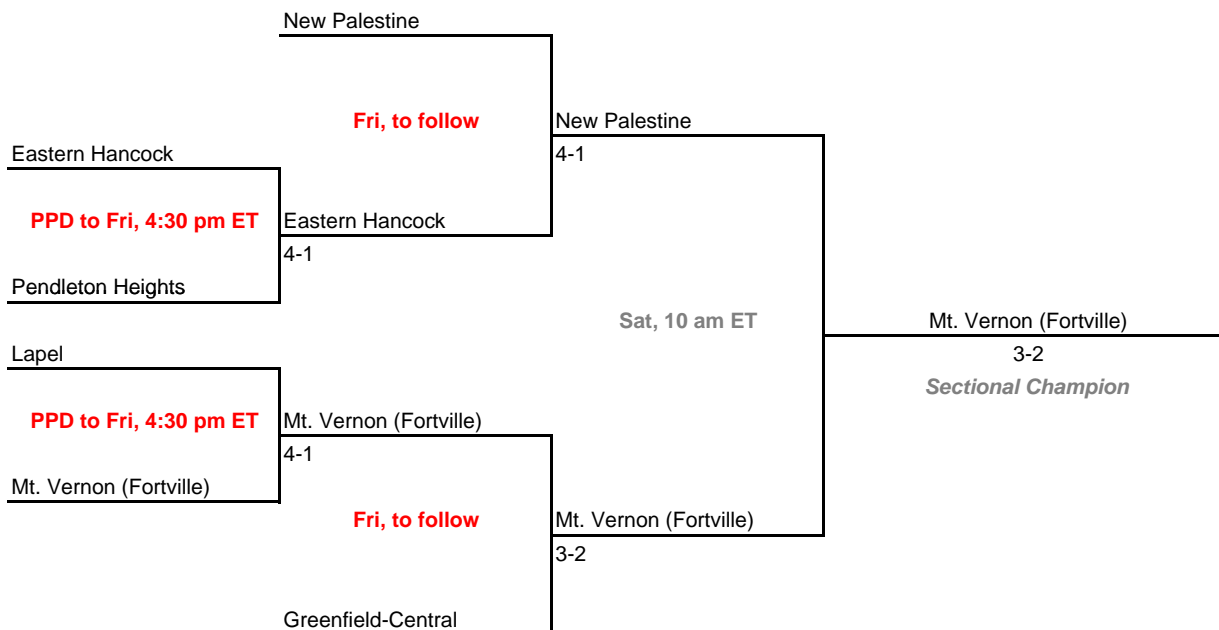 New Palestine
Fri, to follow
New Palestine
4-1
Eastern Hancock
PPD to Fri, 4:30 pm ET
Eastern Hancock
4-1
Pendleton Heights
Sat, 10 am ET
Mt. Vernon (Fortville)
3-2
Sectional Champion
Lapel
PPD to Fri, 4:30 pm ET
Mt. Vernon (Fortville)
4-1
Mt. Vernon (Fortville)
Fri, to follow
Mt. Vernon (Fortville)
3-2
Greenfield-Central